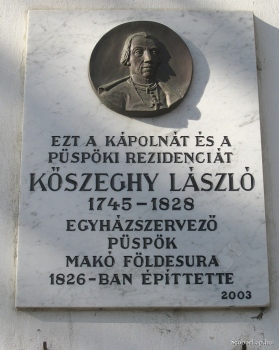 EZT A KÁPOLNÁT ÉS A
PÜSPÖKI REZIDENCIÁT
KŐSZEGHY LÁSZLÓ
1745–1828
EGYHÁZSZERVEZŐ
PÜSPÖK
MAKÓ FÖLDESURA
1826–BAN ÉPÍTTETTE
2003